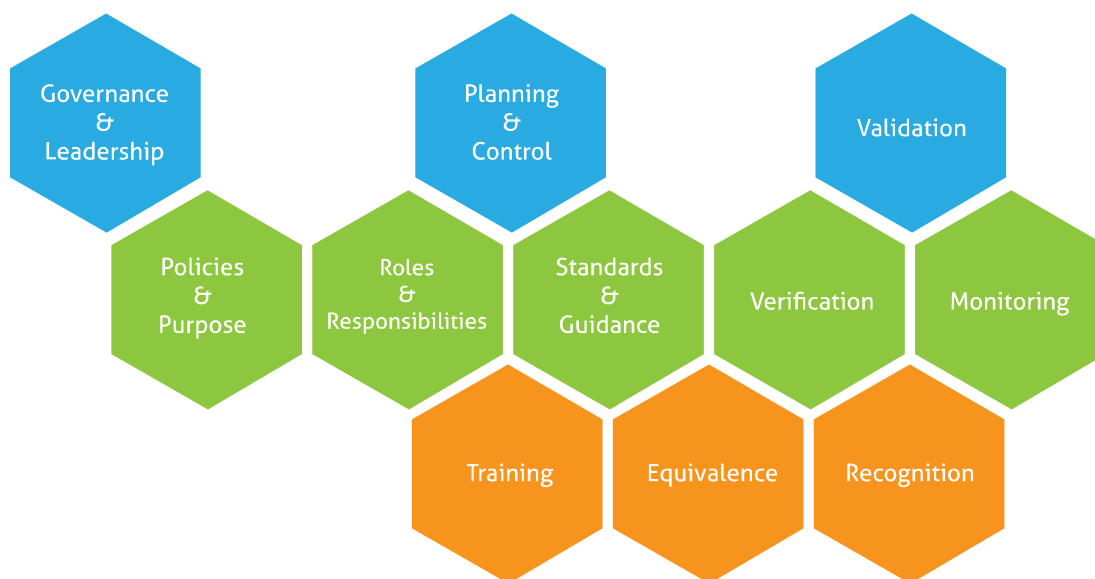 Governance
&
Leadership
Planning
&
Control
Validation
Policies
&
Purpose
Roles
&
Responsibilities
Standards
&
Guidance
Verification
Monitoring
Training
Equivalence
Recognition